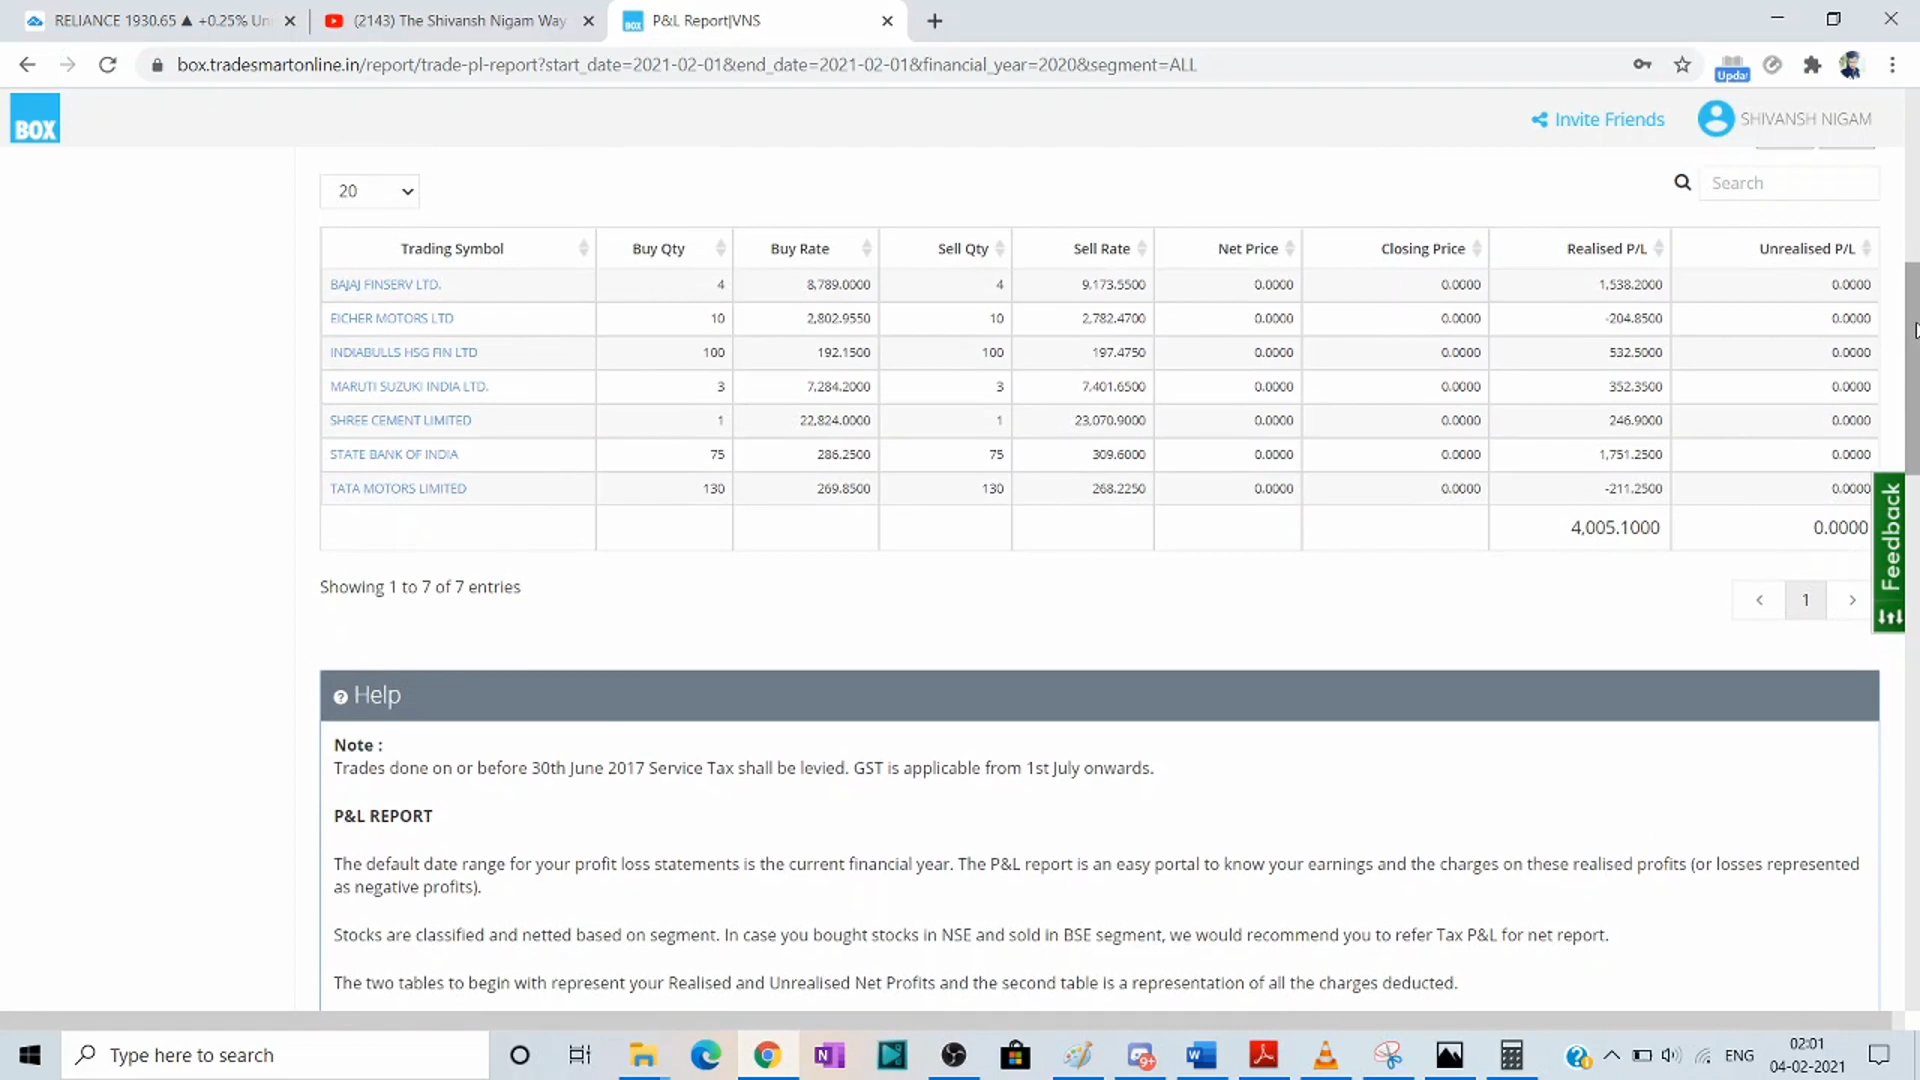 RELIANCE 1930.65 ▲ +0.25% Un
(2143) The Shivansh Nigam Way
BOX P&L Report|VNS
box.tradesmartonline.in/report/trade-pl-report?start_date=2021-02-01&end_date=2021-02-01&financial_year=2020&segment=ALL
Updat
BOX
Invite Friends
SHIVANSH NIGAM
20
Search
Trading Symbol Buy Qty Buy Rate Sell Qty Sell Rate Net Price Closing Price Realised P/L Unrealised P/L
BAJAJ FINSERV LTD. 4 8,789.0000 4 9,173.5500 0.0000 0.0000 1,538.2000 0.0000
EICHER MOTORS LTD 10 2,802.9550 10 2,782.4700 0.0000 0.0000 -204.8500 0.0000
INDIABULLS HSG FIN LTD 100 192.1500 100 197.4750 0.0000 0.0000 532.5000 0.0000
MARUTI SUZUKI INDIA LTD. 3 7,284.2000 3 7,401.6500 0.0000 0.0000 352.3500 0.0000
SHREE CEMENT LIMITED 1 22,824.0000 1 23,070.9000 0.0000 0.0000 246.9000 0.0000
STATE BANK OF INDIA 75 286.2500 75 309.6000 0.0000 0.0000 1,751.2500 0.0000
TATA MOTORS LIMITED 130 269.8500 130 268.2250 0.0000 0.0000 -211.2500 0.0000
4,005.1000 0.0000
Feedback
Showing 1 to 7 of 7 entries
< 1 >
Help
Note :
Trades done on or before 30th June 2017 Service Tax shall be levied. GST is applicable from 1st July onwards.
P&L REPORT
The default date range for your profit loss statements is the current financial year. The P&L report is an easy portal to know your earnings and the charges on these realised profits (or losses represented
as negative profits).
Stocks are classified and netted based on segment. In case you bought stocks in NSE and sold in BSE segment, we would recommend you to refer Tax P&L for net report.
The two tables to begin with represent your Realised and Unrealised Net Profits and the second table is a representation of all the charges deducted.
Type here to search
9+
ENG
02:01
04-02-2021